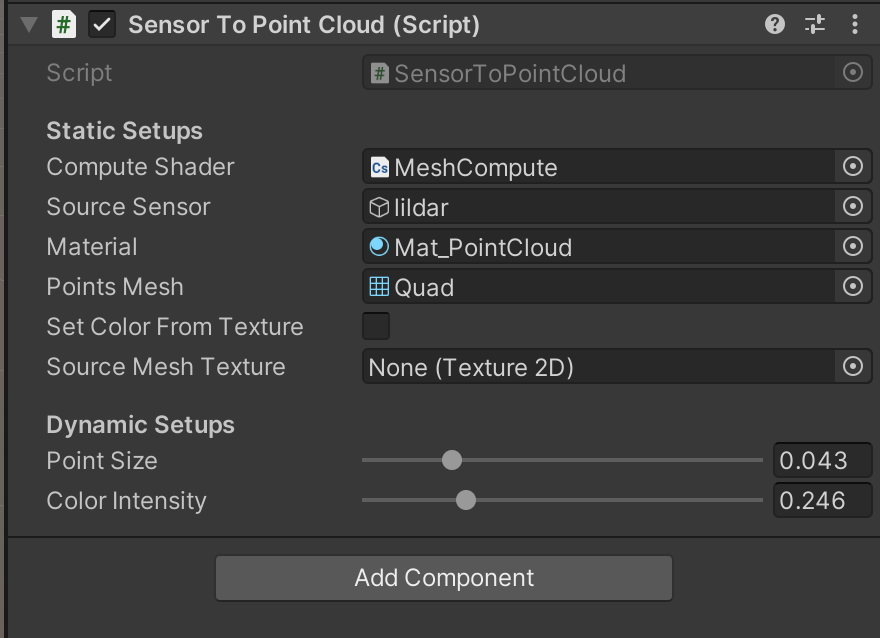 # Sensor To Point Cloud (Script)
Script # SensorToPointCloud
Static Setups
Compute Shader Cs MeshCompute
Source Sensor lildar
Material Mat_PointCloud
Points Mesh Quad
Set Color From Texture
Source Mesh Texture None (Texture 2D)
Dynamic Setups
Point Size 0.043
Color Intensity 0.246
Add Component